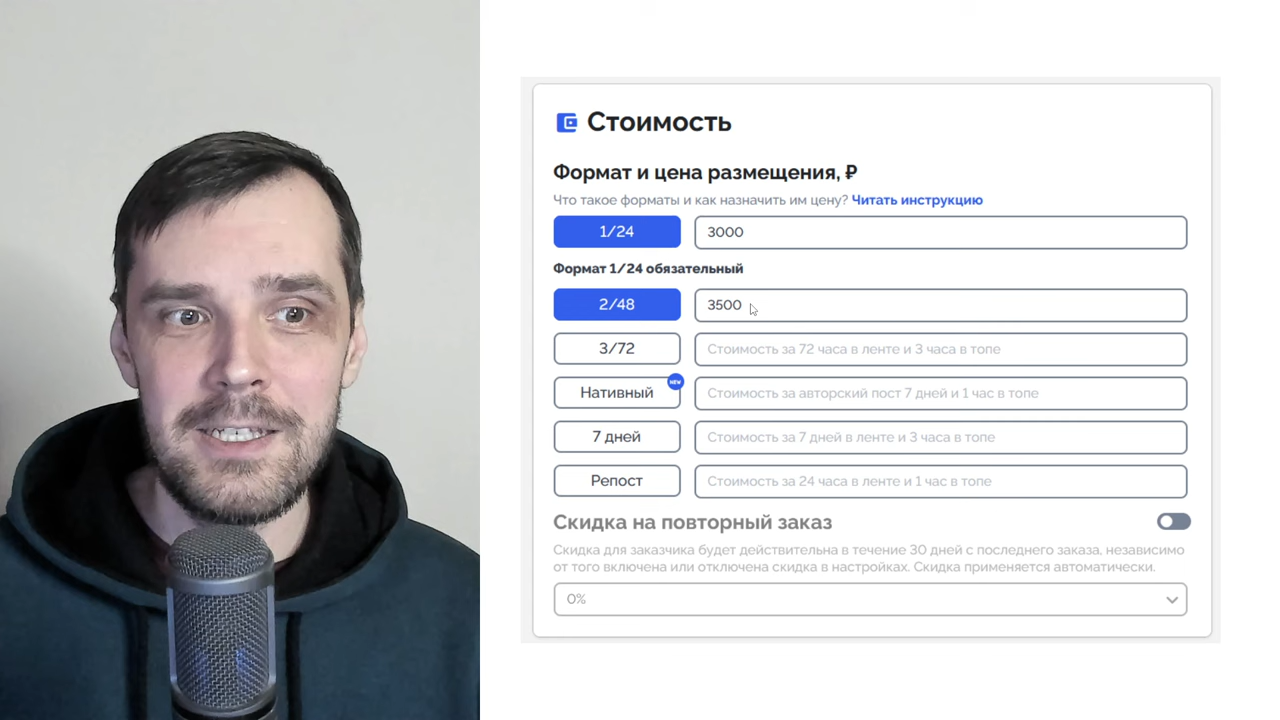 Стоимость
Формат и цена размещения, ₽
Что такое форматы и как назначить им цену? Читать инструкцию
1/24
3000
Формат 1/24 обязательный
2/48
3500
3/72
Стоимость за 72 часа в ленте и 3 часа в топе
Нативный
NEW
Стоимость за авторский пост 7 дней и 1 час в топе
7 дней
Стоимость за 7 дней в ленте и 3 часа в топе
Репост
Стоимость за 24 часа в ленте и 1 час в топе
Скидка на повторный заказ
Скидка для заказчика будет действительна в течение 30 дней с последнего заказа, независимо
от того включена или отключена скидка в настройках. Скидка применяется автоматически.
0%